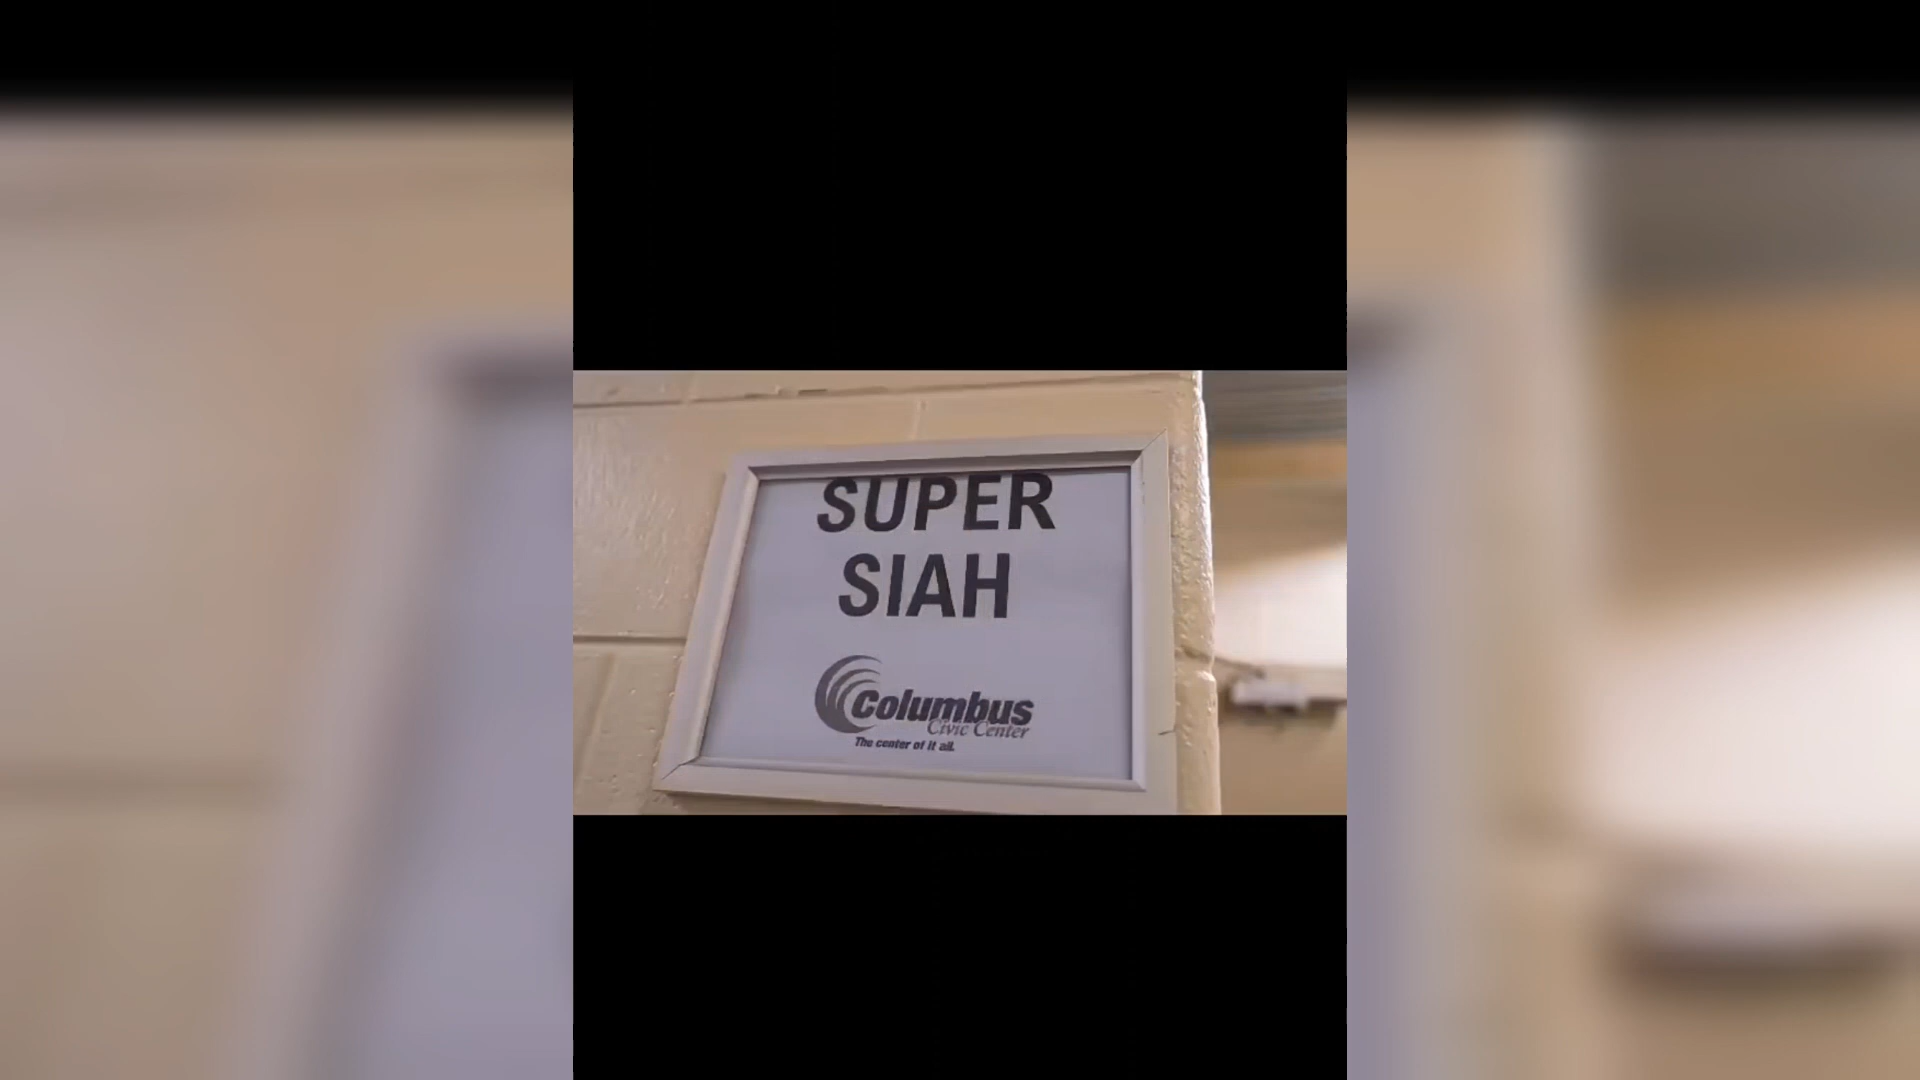 SUPER
SIAH
Columbus
Civic Center
The center of it all.